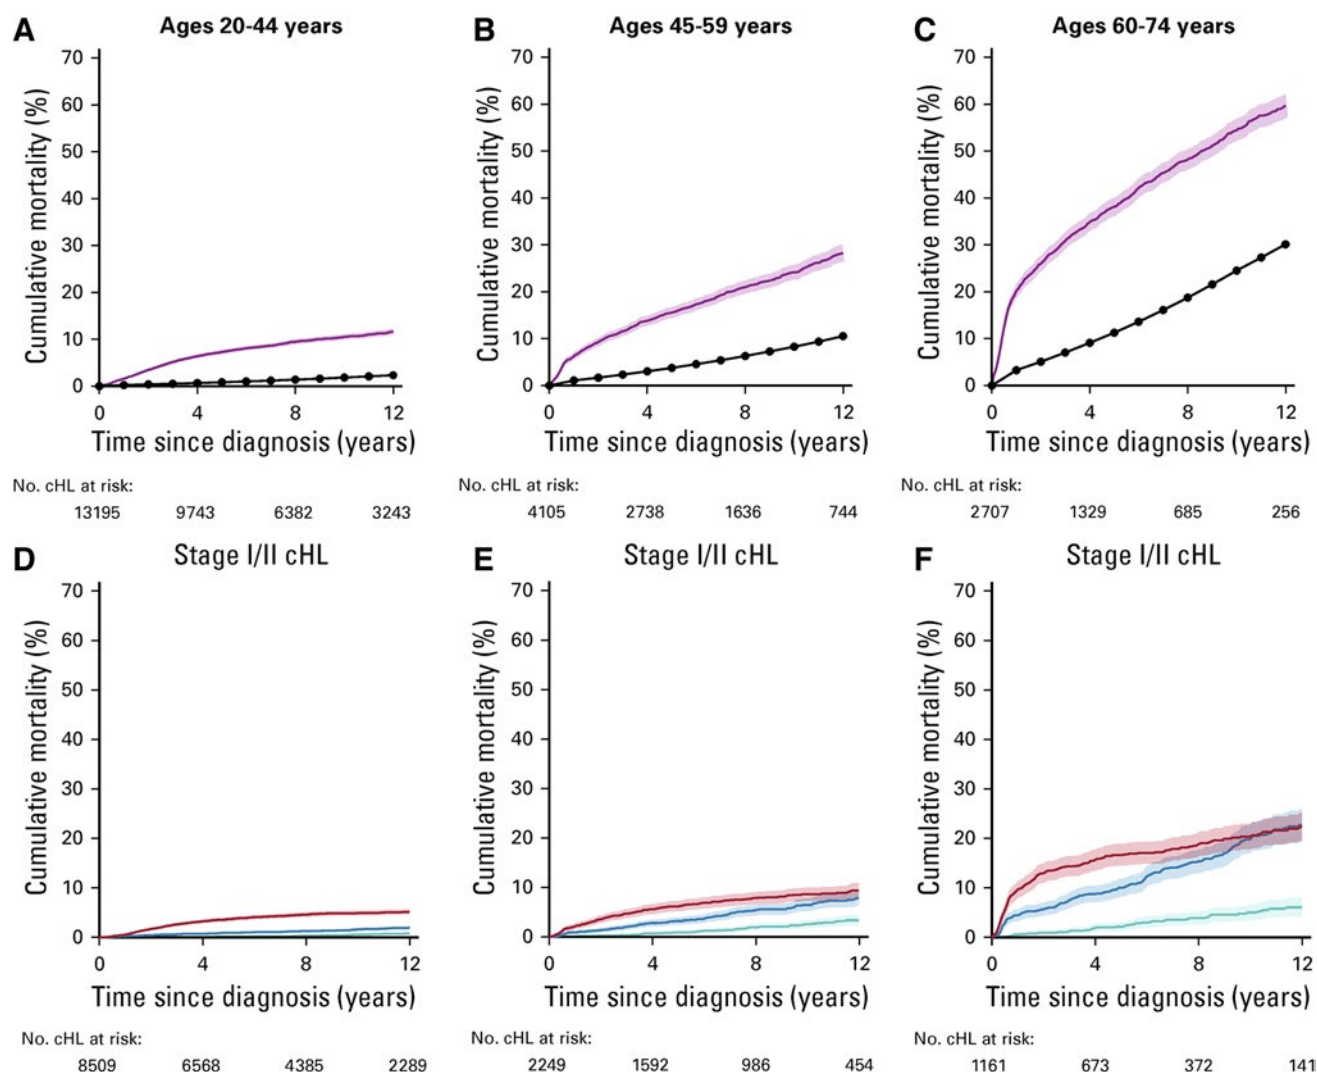 A Ages 20-44 years
B Ages 45-59 years
C Ages 60-74 years
Cumulative mortality (%)
70
60
50
40
30
20
10
0
0 4 8 12
Time since diagnosis (years)
No. cHL at risk:
13195 9743 6382 3243
Cumulative mortality (%)
70
60
50
40
30
20
10
0
0 4 8 12
Time since diagnosis (years)
No. cHL at risk:
4105 2738 1636 744
Cumulative mortality (%)
70
60
50
40
30
20
10
0
0 4 8 12
Time since diagnosis (years)
No. cHL at risk:
2707 1329 685 256
D Stage I/II cHL
E Stage I/II cHL
F Stage I/II cHL
Cumulative mortality (%)
70
60
50
40
30
20
10
0
0 4 8 12
Time since diagnosis (years)
No. cHL at risk:
8509 6568 4385 2289
Cumulative mortality (%)
70
60
50
40
30
20
10
0
0 4 8 12
Time since diagnosis (years)
No. cHL at risk:
2249 1592 986 454
Cumulative mortality (%)
70
60
50
40
30
20
10
0
0 4 8 12
Time since diagnosis (years)
No. cHL at risk:
1161 673 372 141